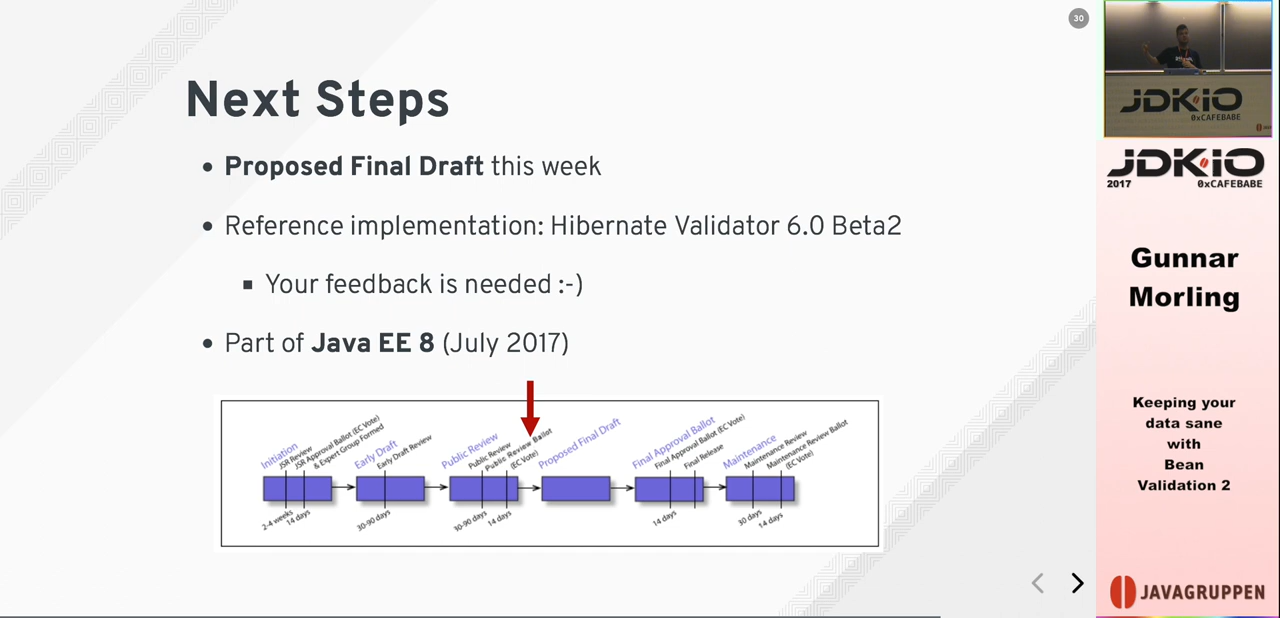 30
Next Steps
• Proposed Final Draft this week
• Reference implementation: Hibernate Validator 6.0 Beta2
▪ Your feedback is needed :-)
• Part of Java EE 8 (July 2017)
Initiation
JSR Review
JSR Approval Ballot (EC Vote)
& Expert Group Formed
Early Draft
Early Draft Review
Public Review
Public Review
Public Review Ballot
(EC Vote)
Proposed Final Draft
Final Approval Ballot
Final Approval Ballot (EC Vote)
Final Release
Maintenance
Maintenance Review
Maintenance Review Ballot
(EC Vote)
2-4 weeks
14 days
30-90 days
30-90 days
14 days
14 days
30 days
14 days
JDKIO
0xCAFEBABE
JDKIO
2017 0xCAFEBABE
Gunnar
Morling
Keeping your
data sane
with
Bean
Validation 2
JAVAGRUPPEN